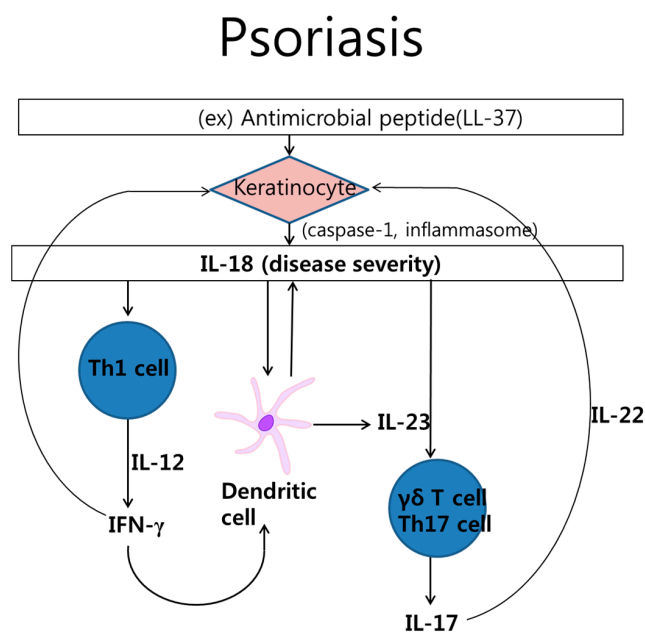 Psoriasis
(ex) Antimicrobial peptide(LL-37)
Keratinocyte
(caspase-1, inflammasome)
IL-18 (disease severity)
Th1 cell
IL-23
IL-22
IL-12
Dendritic
cell
γδ T cell
Th17 cell
IFN-γ
IL-17